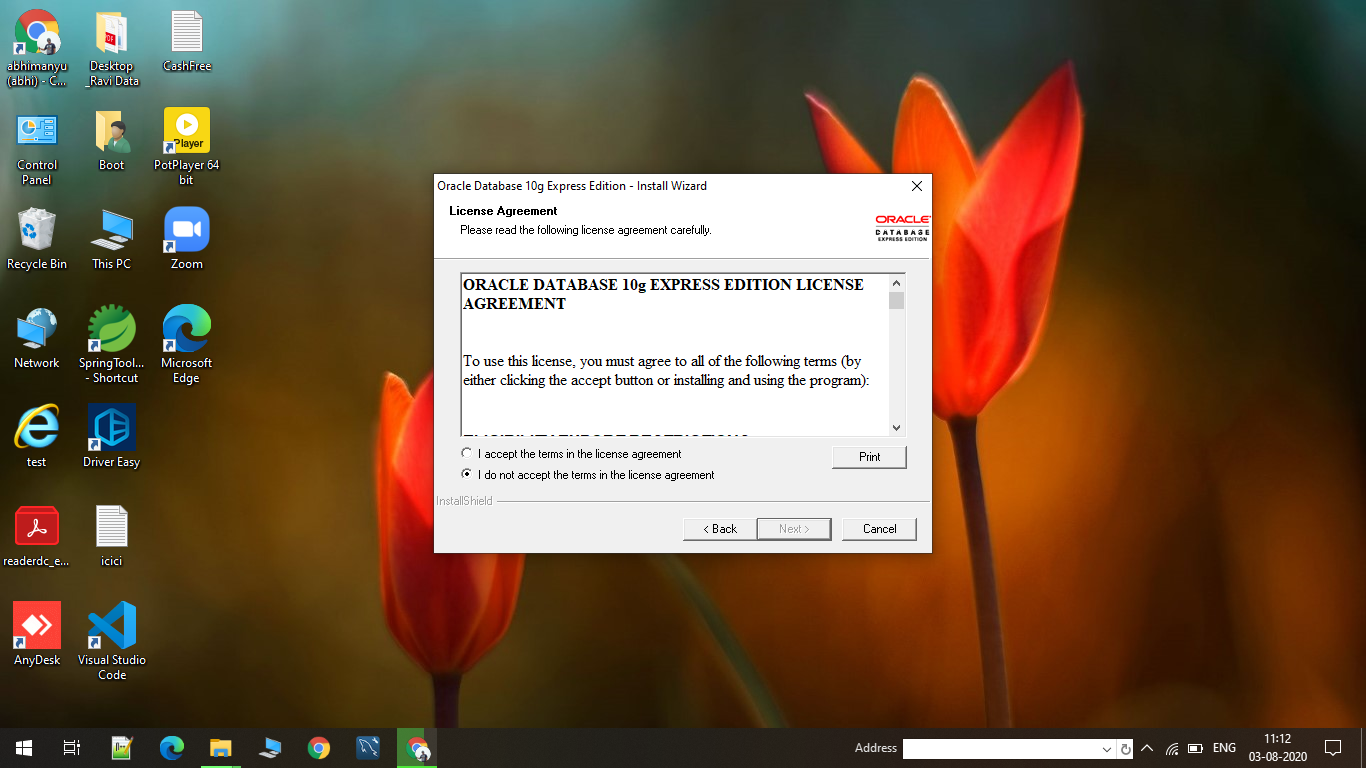 abhimanyu
(abhi) - C...
Desktop
_Ravi Data
CashFree
Control
Panel
Boot
Player
PotPlayer 64
bit
Recycle Bin
This PC
Zoom
Network
SpringTool...
- Shortcut
Microsoft
Edge
test
Driver Easy
readerdc_e...
icici
AnyDesk
Visual Studio
Code
Oracle Database 10g Express Edition - Install Wizard
License Agreement
Please read the following license agreement carefully.
ORACLE
DATABASE
EXPRESS EDITION
ORACLE DATABASE 10g EXPRESS EDITION LICENSE
AGREEMENT
To use this license, you must agree to all of the following terms (by
either clicking the accept button or installing and using the program):
I accept the terms in the license agreement
Print
I do not accept the terms in the license agreement
InstallShield
< Back
Next >
Cancel
Address
ENG
11:12
03-08-2020